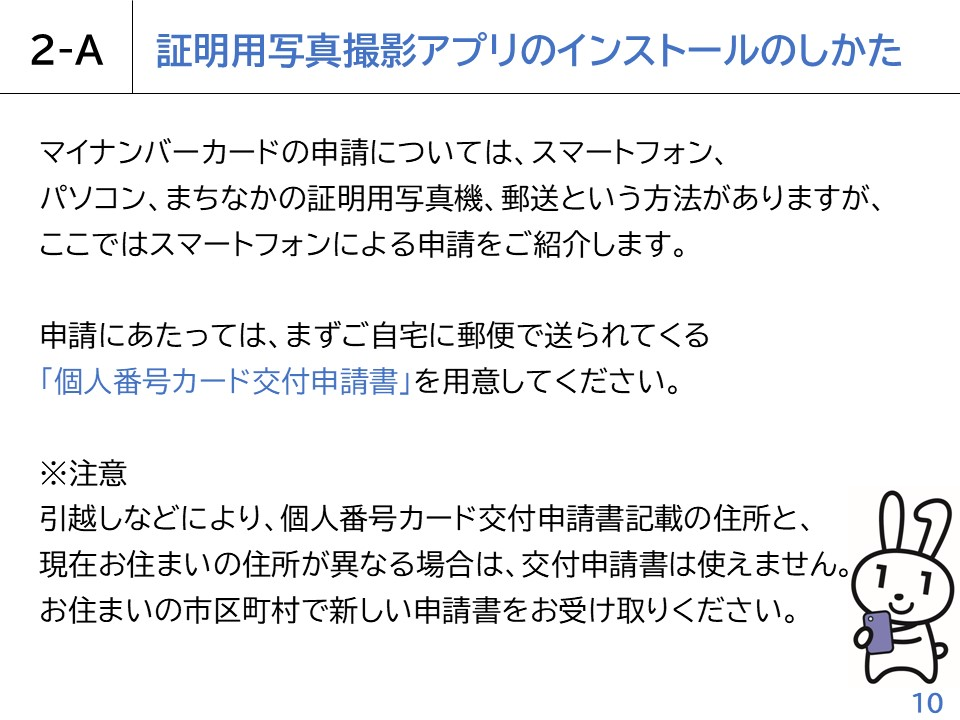 2-A
証明用写真撮影アプリのインストールのしかた
マイナンバーカードの申請については、スマートフォン、
パソコン、まちなかの証明用写真機、郵送という方法がありますが、
ここではスマートフォンによる申請をご紹介します。
申請にあたっては、まずご自宅に郵便で送られてくる
「個人番号カード交付申請書」を用意してください。
※注意
引越しなどにより、個人番号カード交付申請書記載の住所と、
現在お住まいの住所が異なる場合は、交付申請書は使えません。
お住まいの市区町村で新しい申請書をお受け取りください。
10